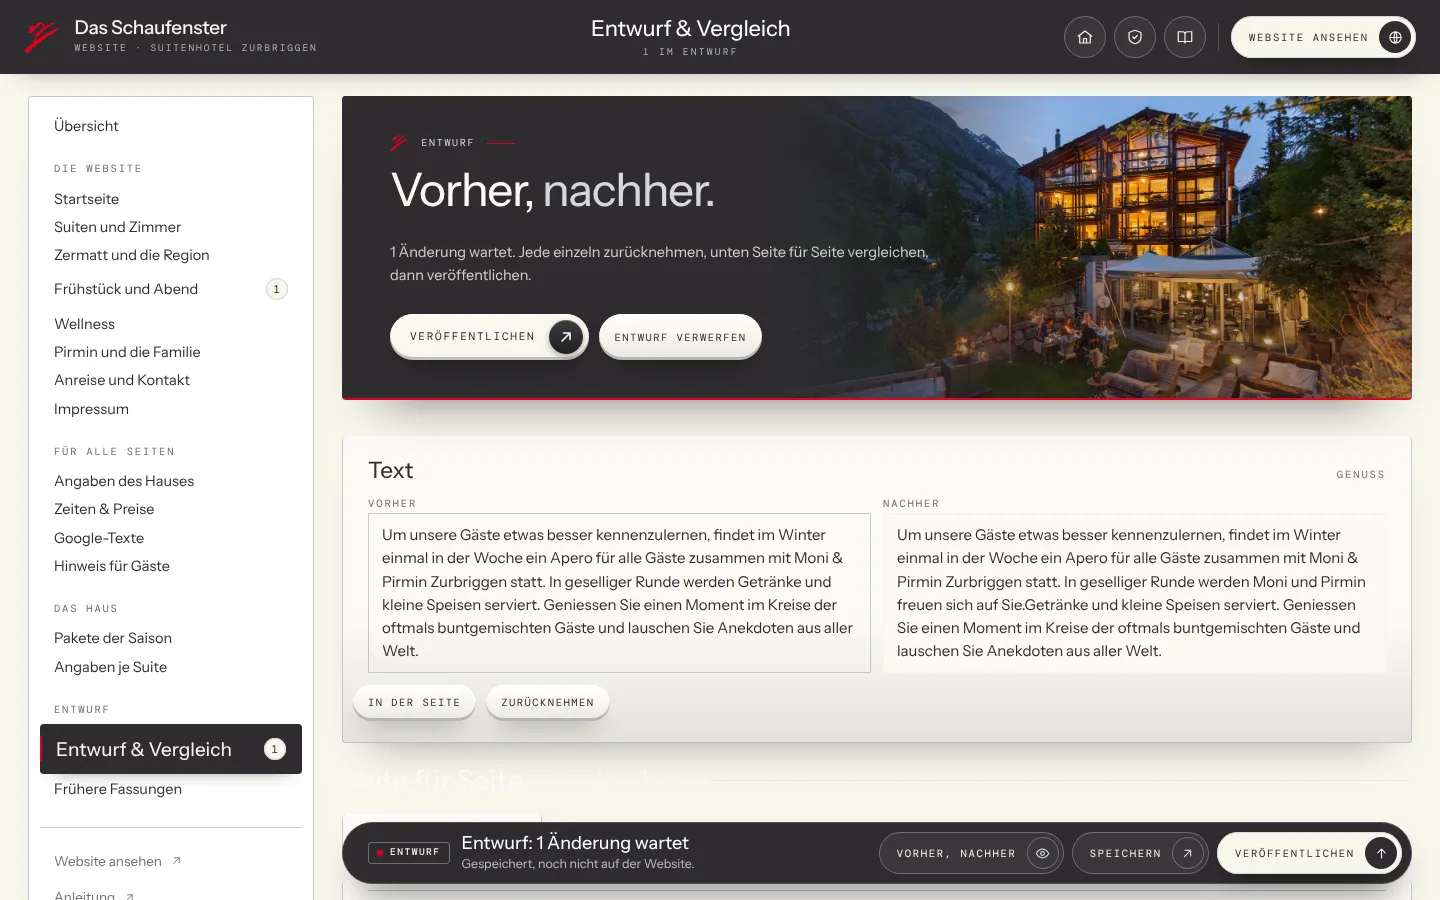 Das Schaufenster
WEBSITE · SUITENHOTEL ZURBRIGGEN
Entwurf & Vergleich
1 IM ENTWURF
WEBSITE ANSEHEN
Übersicht
DIE WEBSITE
Startseite
Suiten und Zimmer
Zermatt und die Region
Frühstück und Abend 1
Wellness
Pirmin und die Familie
Anreise und Kontakt
Impressum
FÜR ALLE SEITEN
Angaben des Hauses
Zeiten & Preise
Google-Texte
Hinweis für Gäste
DAS HAUS
Pakete der Saison
Angaben je Suite
ENTWURF
Entwurf & Vergleich 1
Frühere Fassungen
Website ansehen
Anleitung
ENTWURF
Vorher, nachher.
1 Änderung wartet. Jede einzeln zurücknehmen, unten Seite für Seite vergleichen,
dann veröffentlichen.
VERÖFFENTLICHEN
ENTWURF VERWERFEN
Text
GENUSS
VORHER
Um unsere Gäste etwas besser kennenzulernen, findet im Winter
einmal in der Woche ein Apero für alle Gäste zusammen mit Moni &
Pirmin Zurbriggen statt. In geselliger Runde werden Getränke und
kleine Speisen serviert. Geniessen Sie einen Moment im Kreise der
oftmals buntgemischten Gäste und lauschen Sie Anekdoten aus aller
Welt.
NACHHER
Um unsere Gäste etwas besser kennenzulernen, findet im Winter
einmal in der Woche ein Apero für alle Gäste zusammen mit Moni &
Pirmin Zurbriggen statt. In geselliger Runde werden Moni und Pirmin
freuen sich auf Sie.Getränke und kleine Speisen serviert. Geniessen
Sie einen Moment im Kreise der oftmals buntgemischten Gäste und
lauschen Sie Anekdoten aus aller Welt.
IN DER SEITE
ZURÜCKNEHMEN
Seite für Seite
ENTWURF
Entwurf: 1 Änderung wartet
Gespeichert, noch nicht auf der Website.
VORHER, NACHHER
SPEICHERN
VERÖFFENTLICHEN